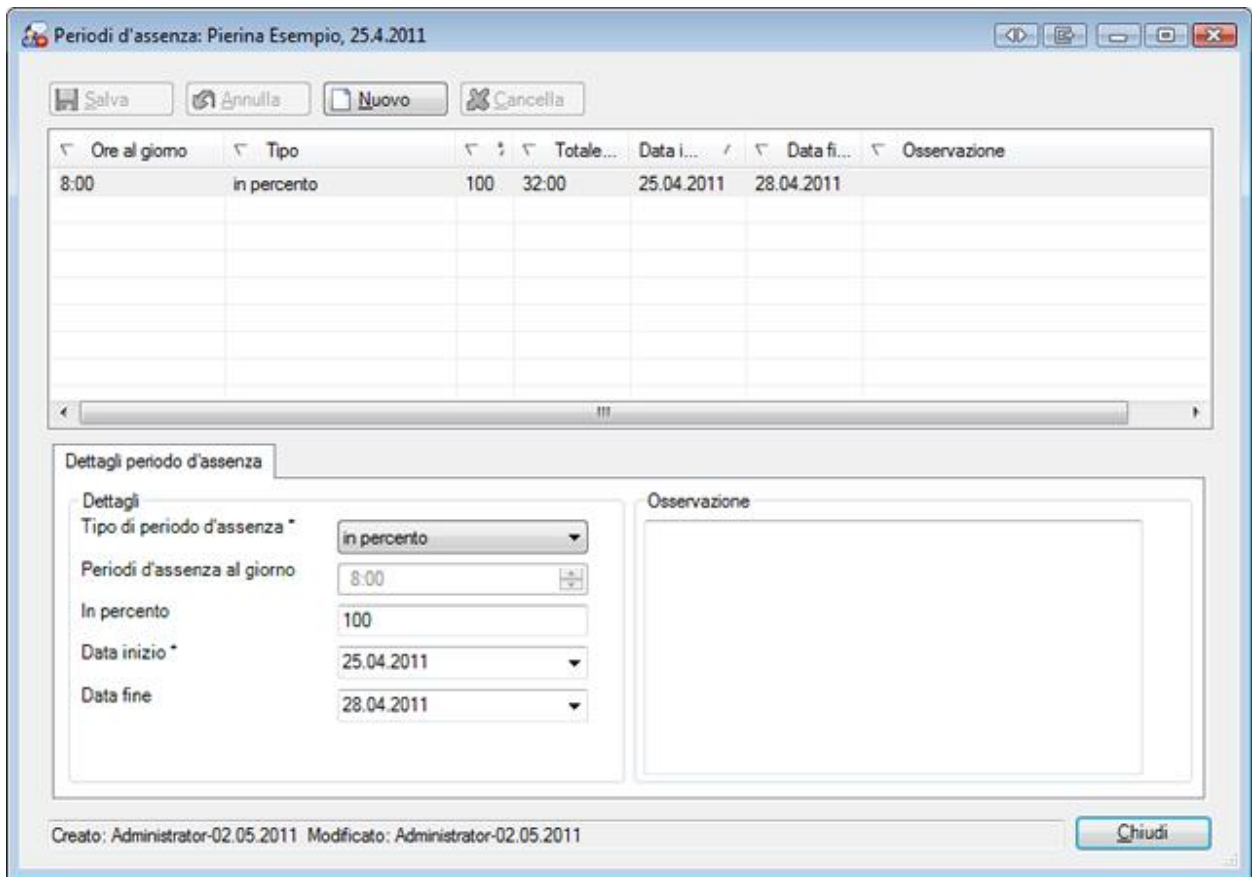 Periodi d'assenza: Pierina Esempio, 25.4.2011
Salva Annulla Nuovo Cancella
Ore al giorno Tipo Totale... Data i... Data fi... Osservazione
8:00 in percento 100 32:00 25.04.2011 28.04.2011
Dettagli periodo d'assenza
Dettagli Osservazione
Tipo di periodo d'assenza * in percento
Periodi d'assenza al giorno 8:00
In percento 100
Data inizio * 25.04.2011
Data fine 28.04.2011
Creato: Administrator-02.05.2011 Modificato: Administrator-02.05.2011 Chiudi